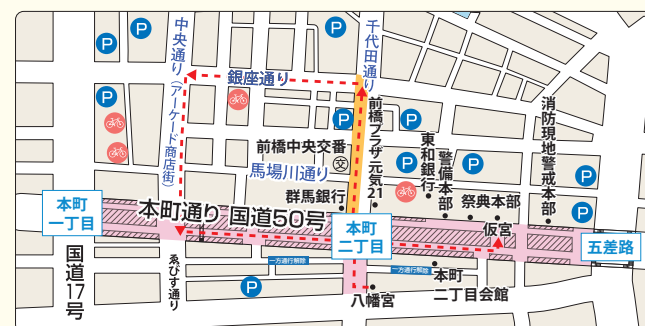 中央通り(アーケード商店街)
千代田通り
P
P
P
P
銀座通り
P
P
P
P
P
P
P
前橋中央交番
文
馬場川通り
群馬銀行
前橋プラザ元気21
東和銀行
警備本部
祭典本部
仮宮
消防現地警戒本部
本町
一丁目
本町通り 国道50号
本町
二丁目
五差路
国道17号
ゑびす通り
一方通行解除
一方通行解除
八幡宮
本町
二丁目会館